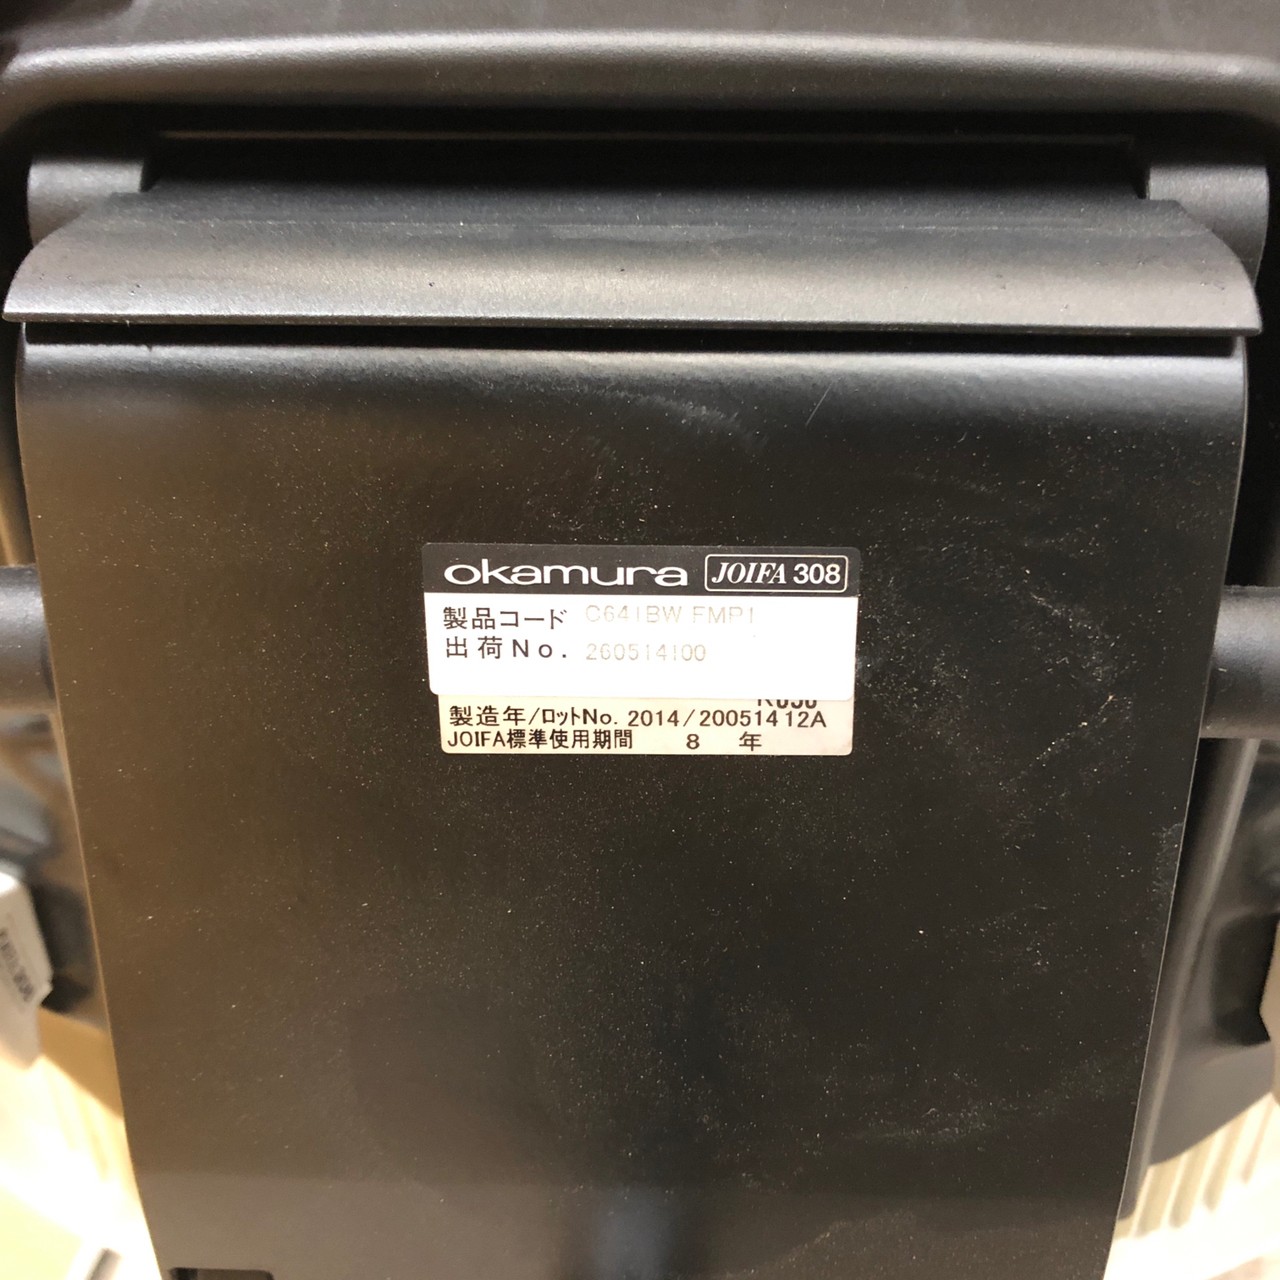 okamura JOIFA 308
製品コード C641BW FMP1
出荷No. 260514100
製造年/ロットNo. 2014/20051412A
JOIFA標準使用期間 8 年